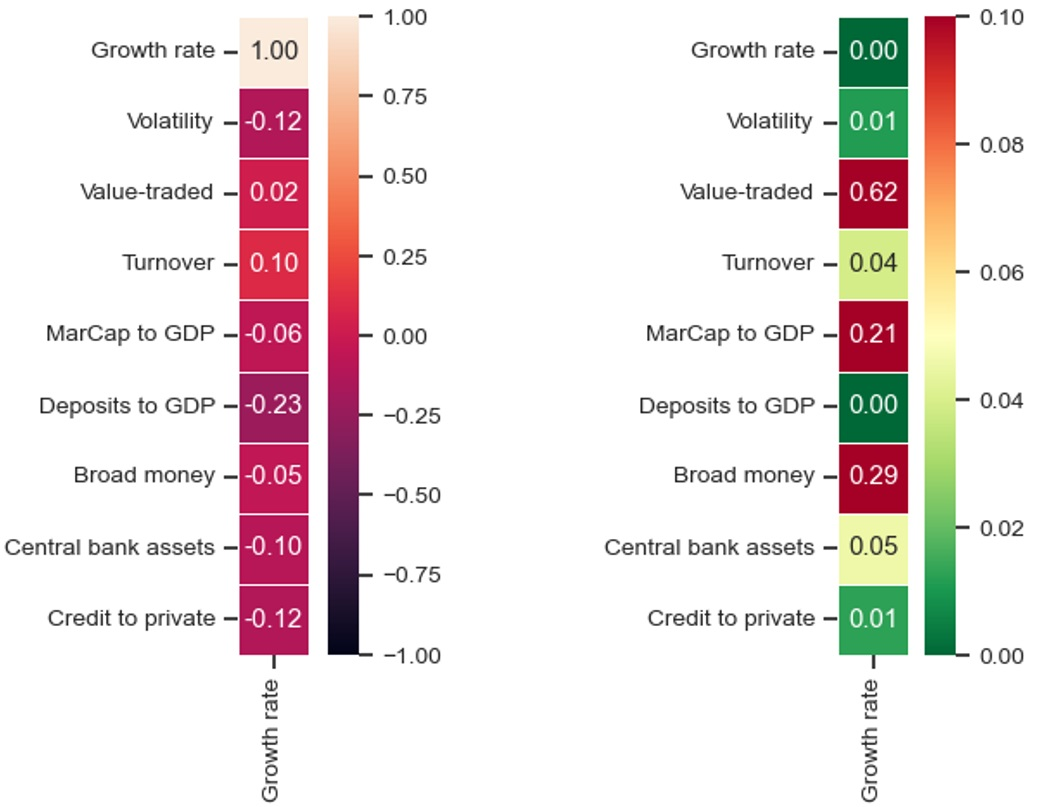 Growth rate
Volatility
Value-traded
Turnover
MarCap to GDP
Deposits to GDP
Broad money
Central bank assets
Credit to private
1.00
-0.12
0.02
0.10
-0.06
-0.23
-0.05
-0.10
-0.12
Growth rate
1.00
0.75
0.50
0.25
0.00
−0.25
−0.50
−0.75
−1.00
Growth rate
Volatility
Value-traded
Turnover
MarCap to GDP
Deposits to GDP
Broad money
Central bank assets
Credit to private
0.00
0.01
0.62
0.04
0.21
0.00
0.29
0.05
0.01
Growth rate
0.10
0.08
0.06
0.04
0.02
0.00